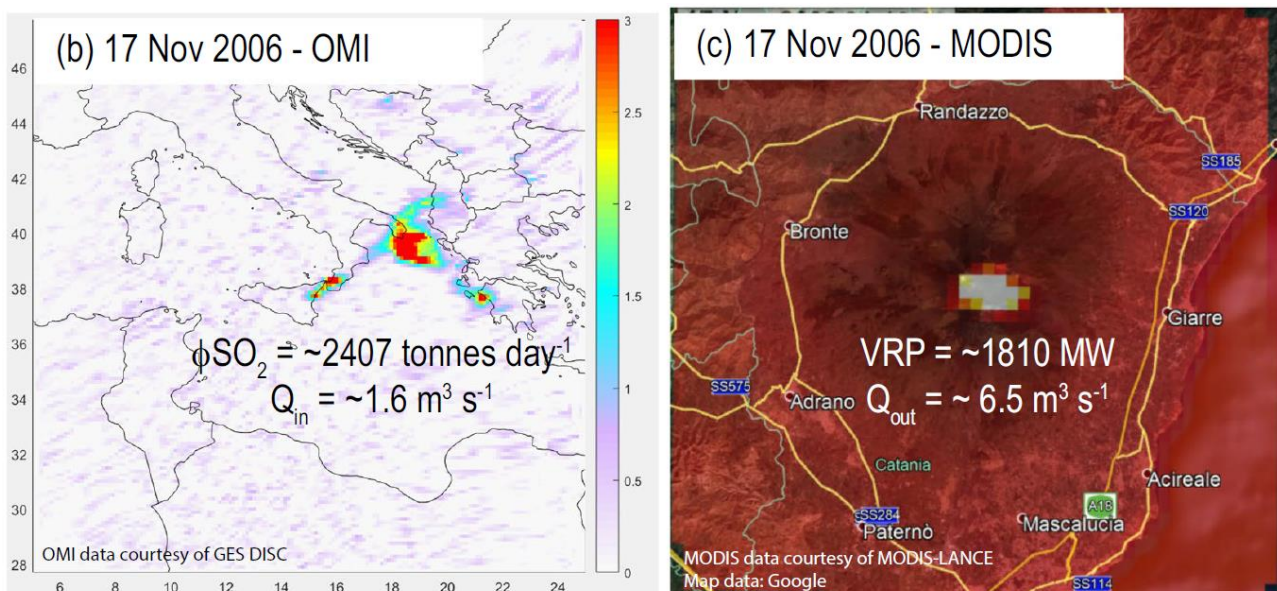 (b) 17 Nov 2006 - OMI
46
44
42
40
38
36
34
32
30
28
6
8
10
12
14
16
18
20
22
24
3
2.5
2
1.5
1
0.5
0
ϕSO₂ = ~2407 tonnes day⁻¹
Qᵢₙ = ~1.6 m³ s⁻¹
OMI data courtesy of GES DISC
(c) 17 Nov 2006 - MODIS
Randazzo
SS185
SS120
Bronte
Giarre
VRP = ~1810 MW
Qₒᵤₜ = ~ 6.5 m³ s⁻¹
SS575
Adrano
Catania
Acireale
A18
SS284
Paternò
Mascalucia
MODIS data courtesy of MODIS-LANCE
Map data: Google
SS114